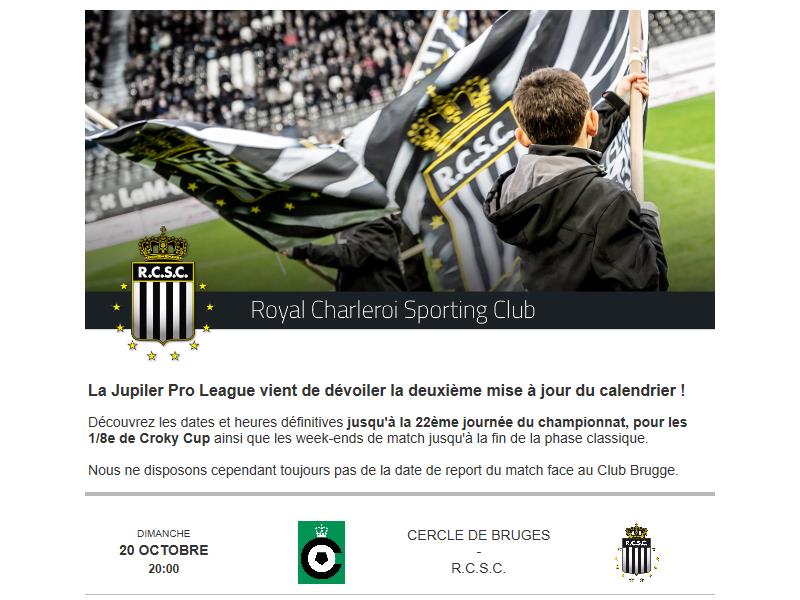 LaM
R.C.S.C.
R.C.S.C.
Royal Charleroi Sporting Club
La Jupiler Pro League vient de dévoiler la deuxième mise à jour du calendrier !
Découvrez les dates et heures définitives jusqu'à la 22ème journée du championnat, pour les
1/8e de Croky Cup ainsi que les week-ends de match jusqu'à la fin de la phase classique.
Nous ne disposons cependant toujours pas de la date de report du match face au Club Brugge.
DIMANCHE
20 OCTOBRE
20:00
CERCLE DE BRUGES
-
R.C.S.C.
R.C.S.C.